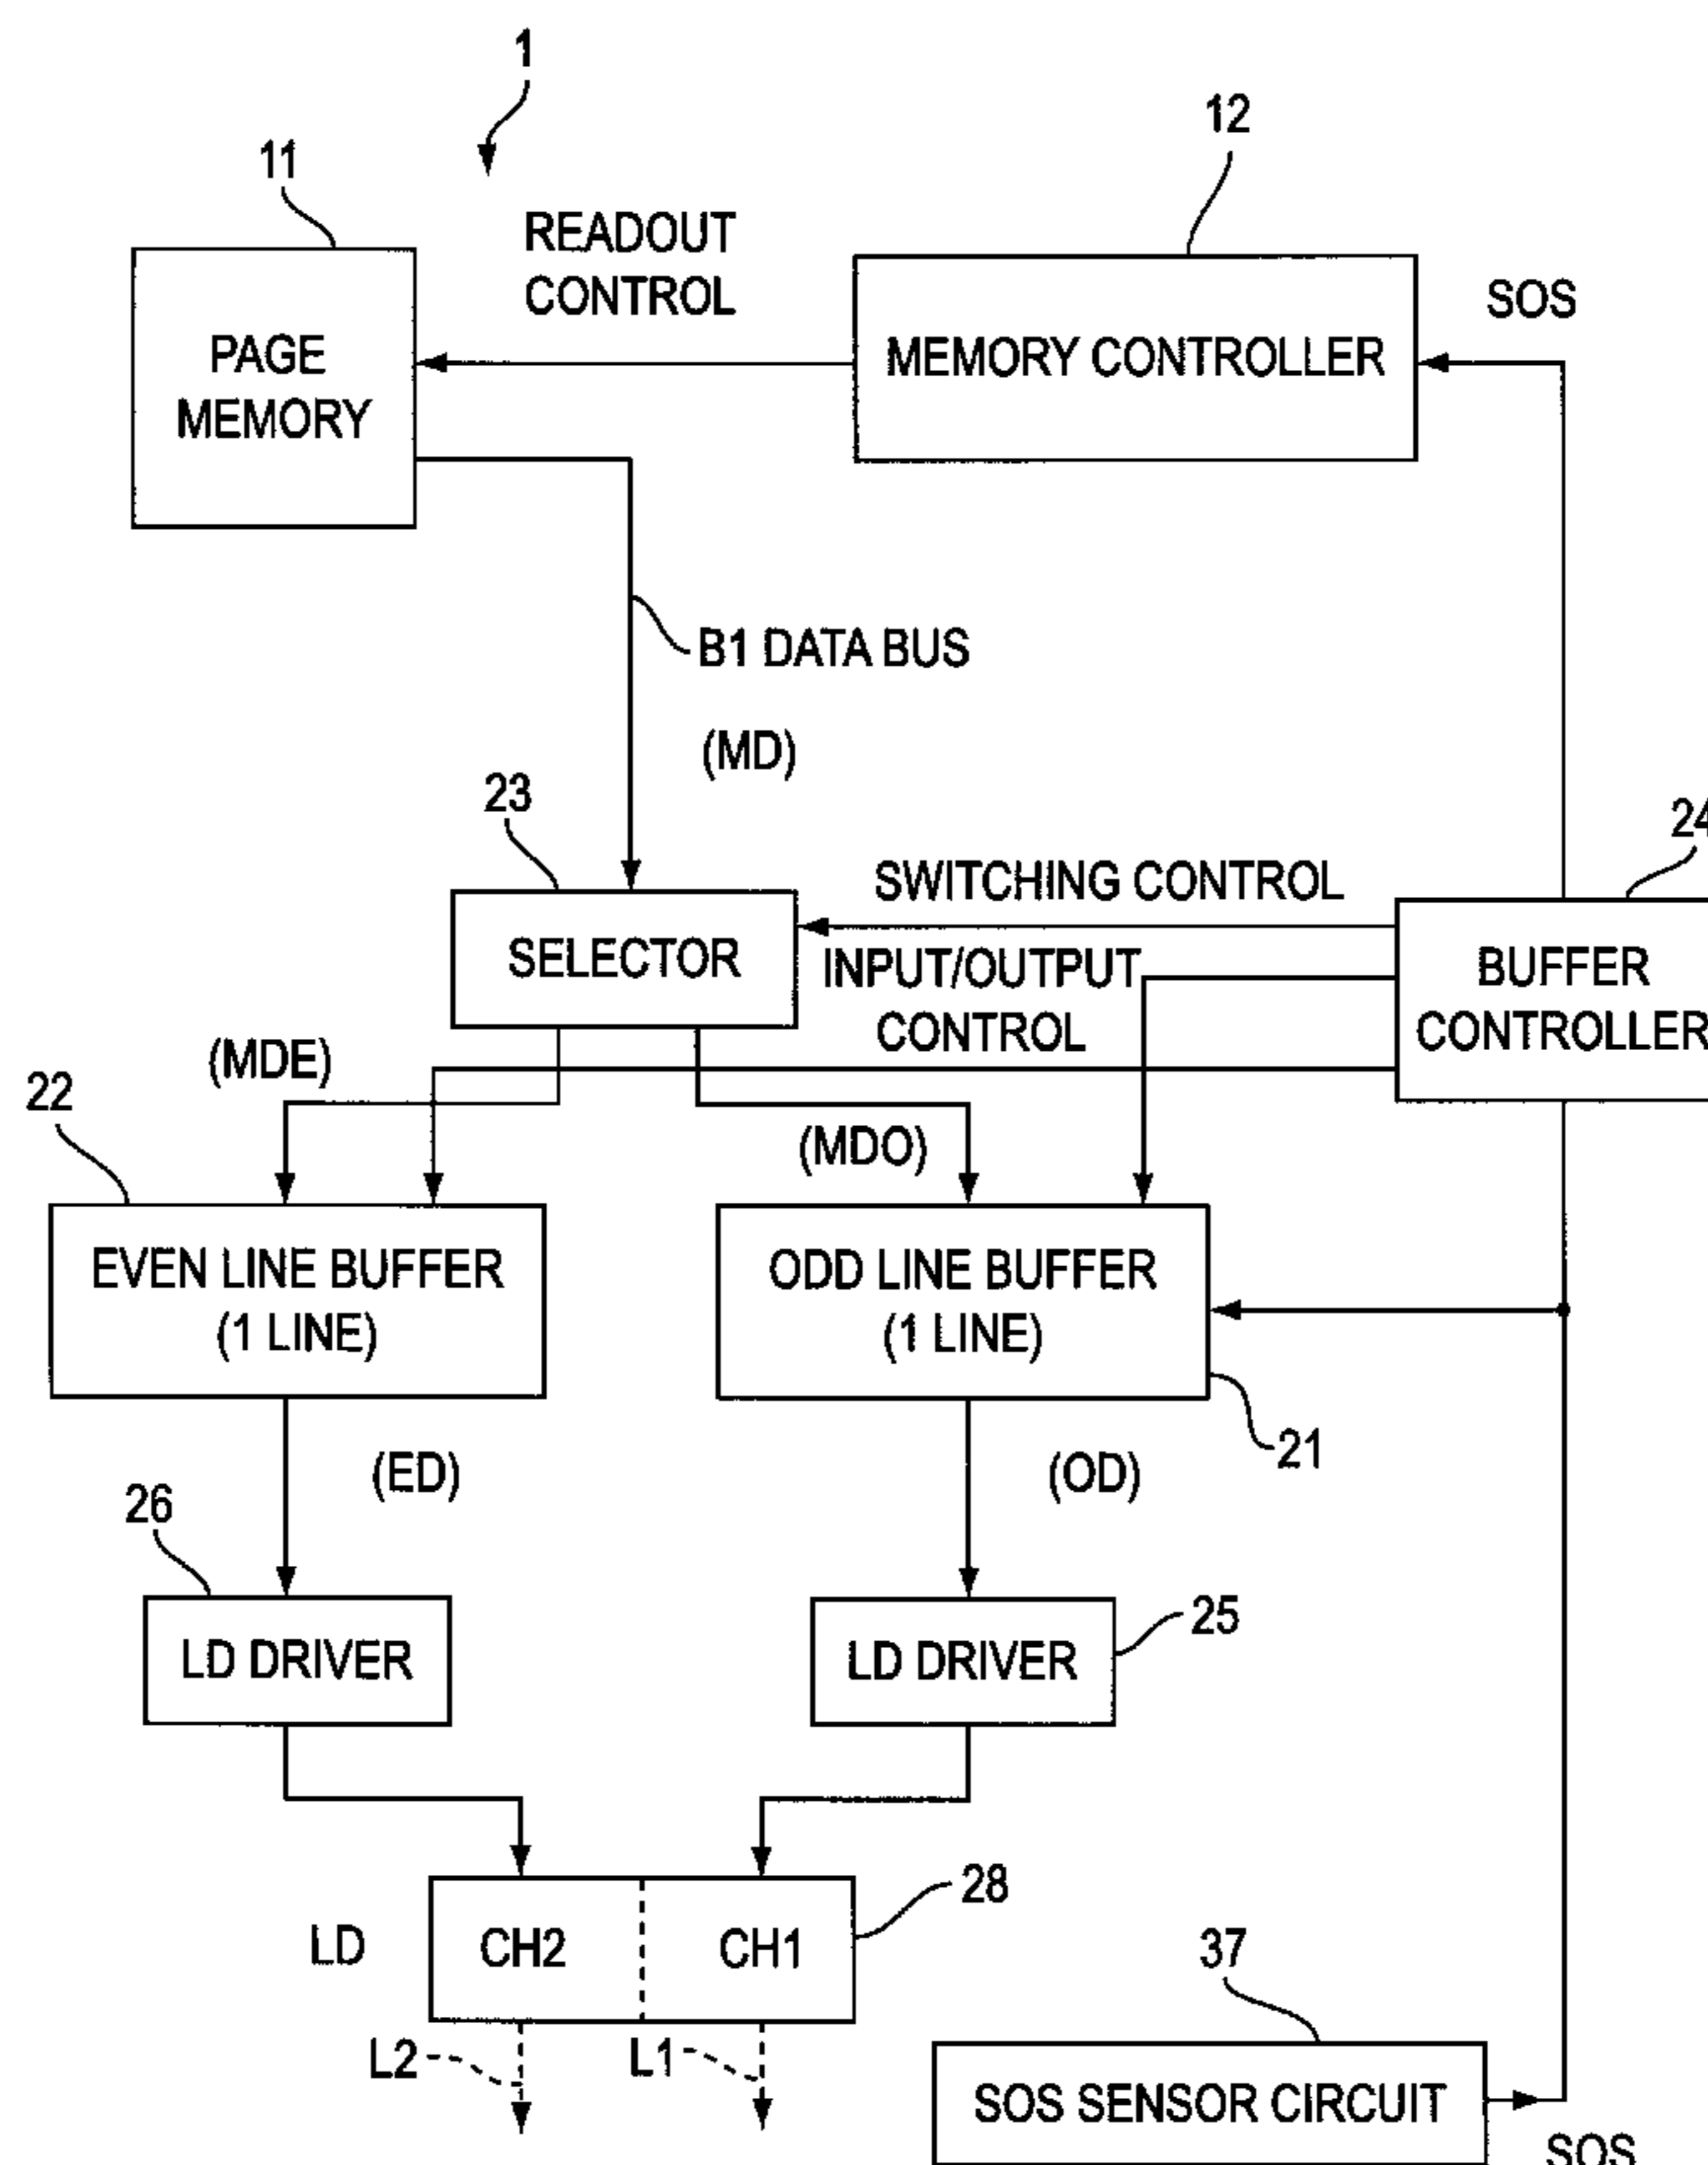 1
11
12
READOUT
CONTROL
SOS
PAGE
MEMORY
MEMORY CONTROLLER
B1 DATA BUS
(MD)
23
24
SWITCHING CONTROL
SELECTOR
INPUT/OUTPUT
CONTROL
BUFFER
CONTROLLER
(MDE)
22
(MDO)
EVEN LINE BUFFER
(1 LINE)
ODD LINE BUFFER
(1 LINE)
21
(ED)
(OD)
26
25
LD DRIVER
LD DRIVER
28
LD
CH2
CH1
37
L2
L1
SOS SENSOR CIRCUIT
SOS